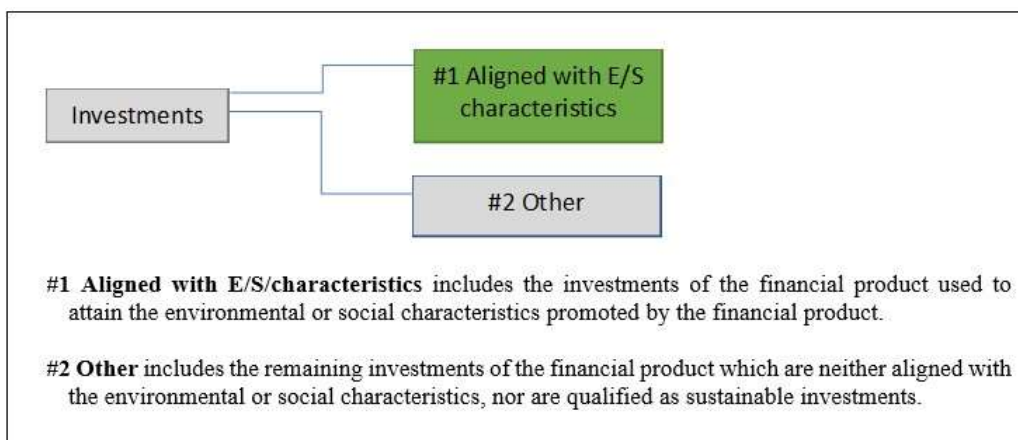 #1 Aligned with E/S
characteristics
Investments
#2 Other
#1 Aligned with E/S/characteristics includes the investments of the financial product used to
attain the environmental or social characteristics promoted by the financial product.
#2 Other includes the remaining investments of the financial product which are neither aligned with
the environmental or social characteristics, nor are qualified as sustainable investments.